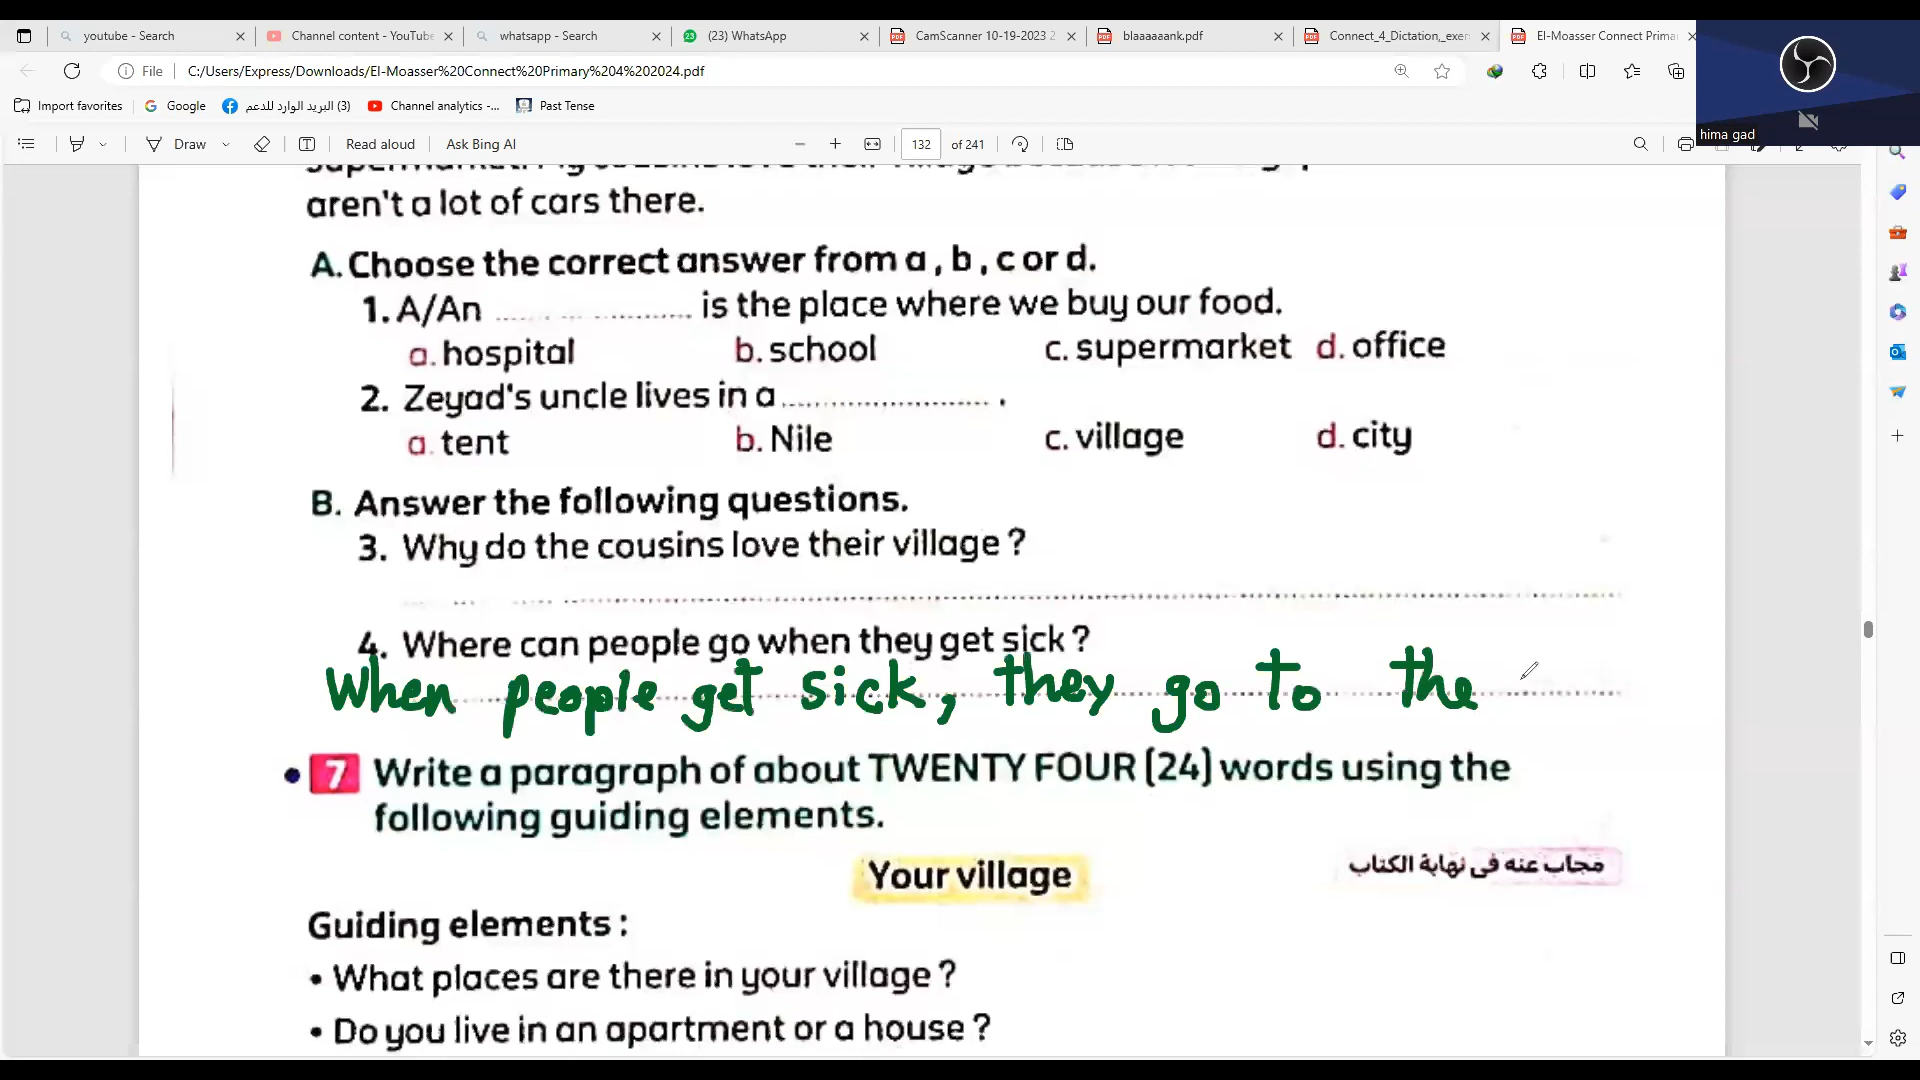 youtube - Search
Channel content - YouTube
whatsapp - Search
(23) WhatsApp
CamScanner 10-19-2023 2
blaaaaaank.pdf
Connect_4_Dictation,_exer
El-Moasser Connect Prima
File
C:/Users/Express/Downloads/El-Moasser%20Connect%20Primary%204%202024.pdf
hima gad
Import favorites
Google
(3) البريد الوارد للدعم
Channel analytics -...
Past Tense
Draw
Read aloud
Ask Bing AI
132 of 241
aren't a lot of cars there.
A. Choose the correct answer from a , b , c or d.
1. A/An .................... is the place where we buy our food.
a. hospital b. school c. supermarket d. office
2. Zeyad's uncle lives in a ........................ .
a. tent b. Nile c. village d. city
B. Answer the following questions.
3. Why do the cousins love their village ?
4. Where can people go when they get sick ?
When people get sick, they go to the
7 Write a paragraph of about TWENTY FOUR (24) words using the
following guiding elements.
Your village
مجاب عنه فى نهاية الكتاب
Guiding elements :
• What places are there in your village ?
• Do you live in an apartment or a house ?